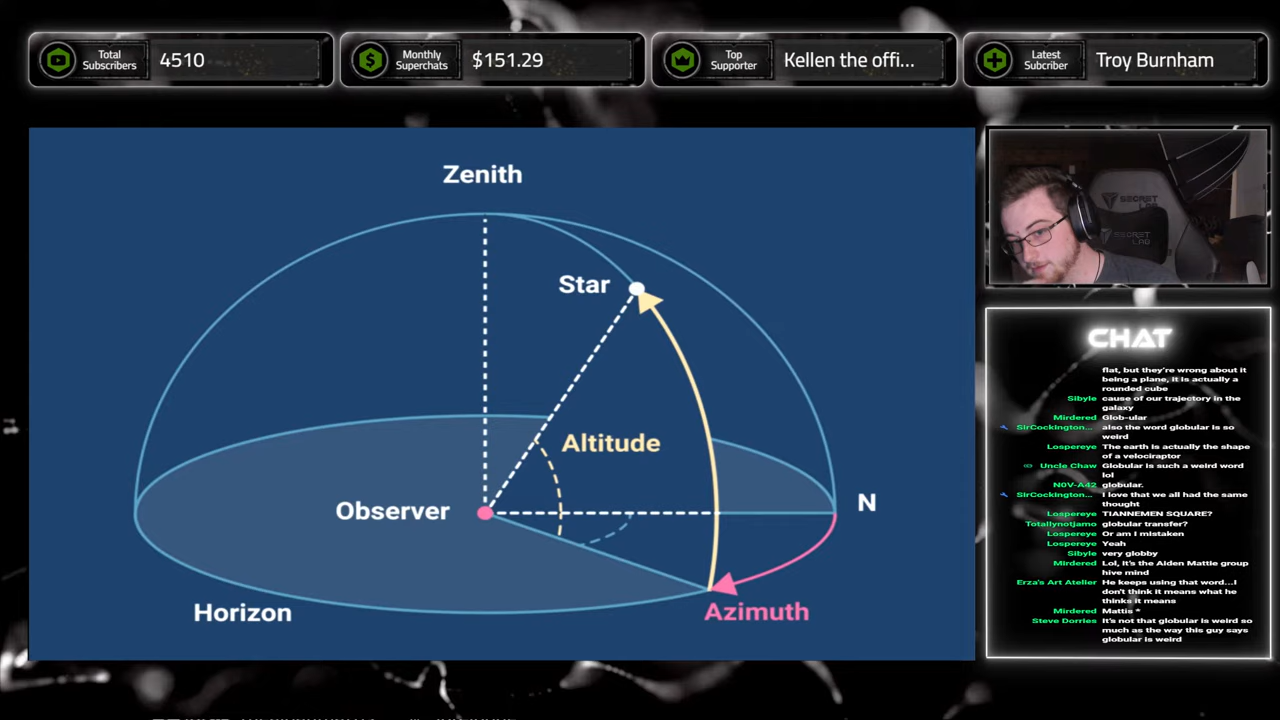 Total
Subscribers
4510
Monthly
Superchats
$151.29
Top
Supporter
Kellen the offi...
Latest
Subcriber
Troy Burnham
Zenith
Star
Altitude
Observer
N
Horizon
Azimuth
SECRET
LAB
SECRET
LAB
CHAT
flat, but they're wrong about it
being a plane, it is actually a
rounded cube
Sibyle cause of our trajectory in the
galaxy
Mirdered Glob-ular
SirCockington... also the word globular is so
weird
Lospereye The earth is actually the shape
of a velociraptor
Uncle Chaw Globular is such a weird word
lol
N0V-A42 globular.
SirCockington... I love that we all had the same
thought
Lospereye TIANNEMEN SQUARE?
Totallynotjamo globular transfer?
Lospereye Or am I mistaken
Lospereye Yeah
Sibyle very globby
Mirdered Lol, it's the Aiden Mattie group
hive mind
Erza's Art Atelier He keeps using that word...I
don't think it means what he
thinks it means
Mirdered Mattis *
Steve Dorries It's not that globular is weird so
much as the way this guy says
globular is weird